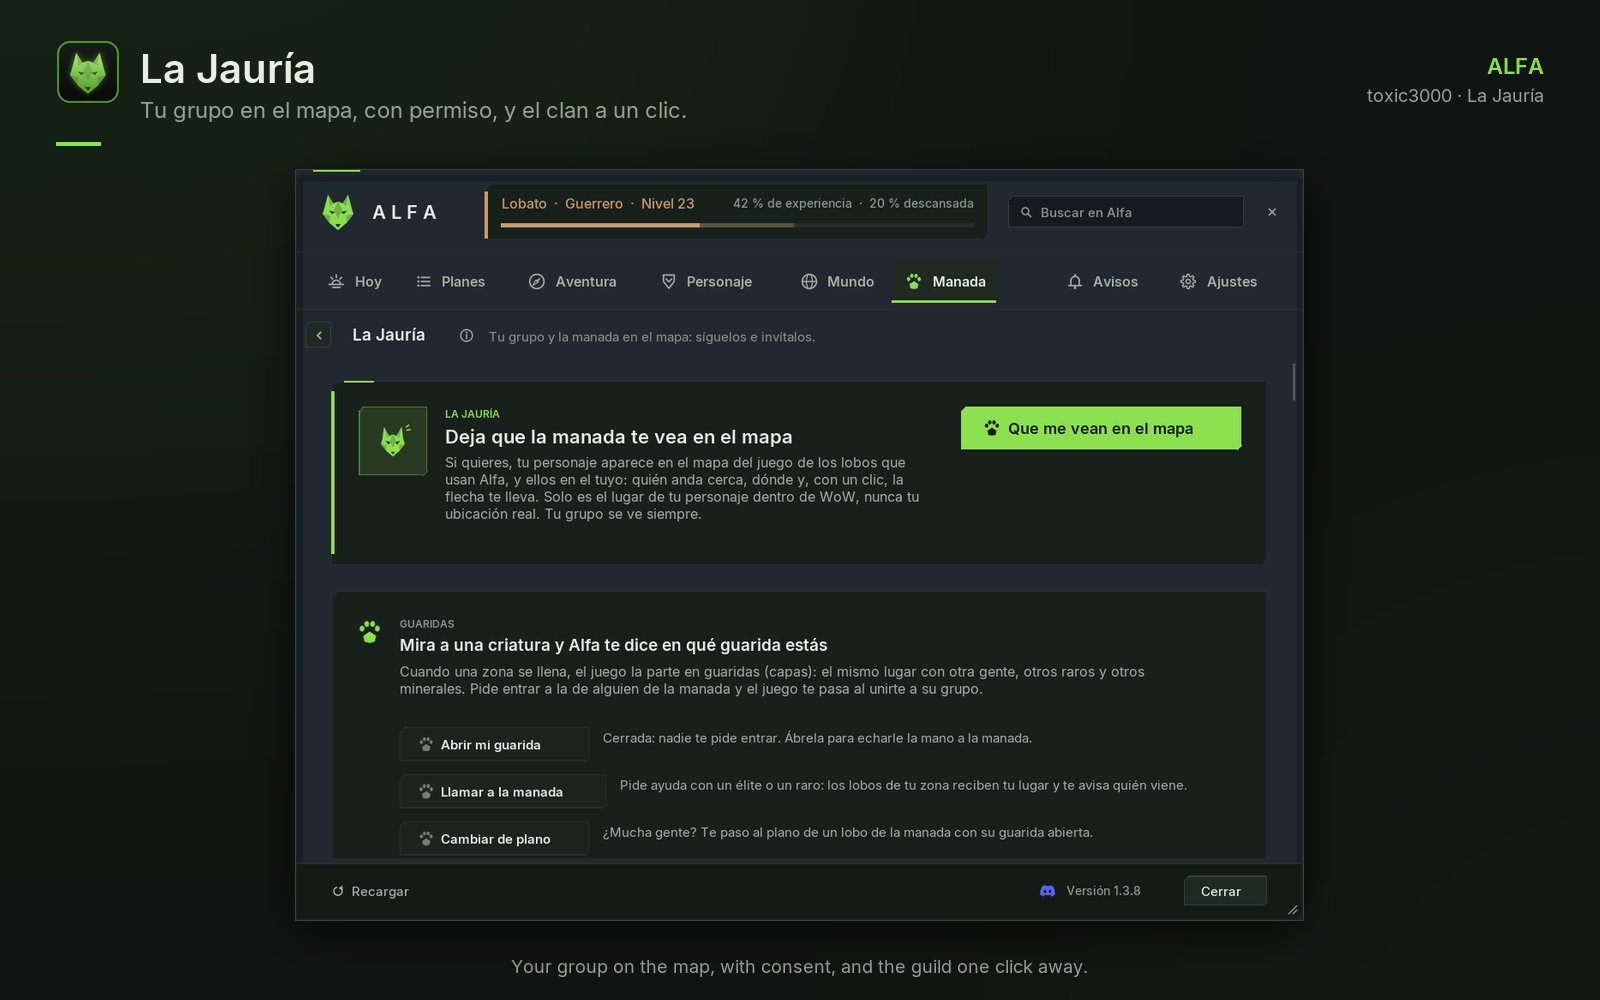 La Jauría
Tu grupo en el mapa, con permiso, y el clan a un clic.
ALFA
toxic3000 · La Jauría
ALFA
Lobato · Guerrero · Nivel 23
42 % de experiencia · 20 % descansada
Buscar en Alfa
Hoy
Planes
Aventura
Personaje
Mundo
Manada
Avisos
Ajustes
La Jauría
Tu grupo y la manada en el mapa: síguelos e invítalos.
LA JAURÍA
Deja que la manada te vea en el mapa
Si quieres, tu personaje aparece en el mapa del juego de los lobos que
usan Alfa, y ellos en el tuyo: quién anda cerca, dónde y, con un clic, la
flecha te lleva. Solo es el lugar de tu personaje dentro de WoW, nunca tu
ubicación real. Tu grupo se ve siempre.
Que me vean en el mapa
GUARIDAS
Mira a una criatura y Alfa te dice en qué guarida estás
Cuando una zona se llena, el juego la parte en guaridas (capas): el mismo lugar con otra gente, otros raros y otros
minerales. Pide entrar a la de alguien de la manada y el juego te pasa al unirte a su grupo.
Abrir mi guarida
Cerrada: nadie te pide entrar. Ábrela para echarle la mano a la manada.
Llamar a la manada
Pide ayuda con un élite o un raro: los lobos de tu zona reciben tu lugar y te avisa quién viene.
Cambiar de plano
¿Mucha gente? Te paso al plano de un lobo de la manada con su guarida abierta.
Recargar
Versión 1.3.8
Cerrar
Your group on the map, with consent, and the guild one click away.